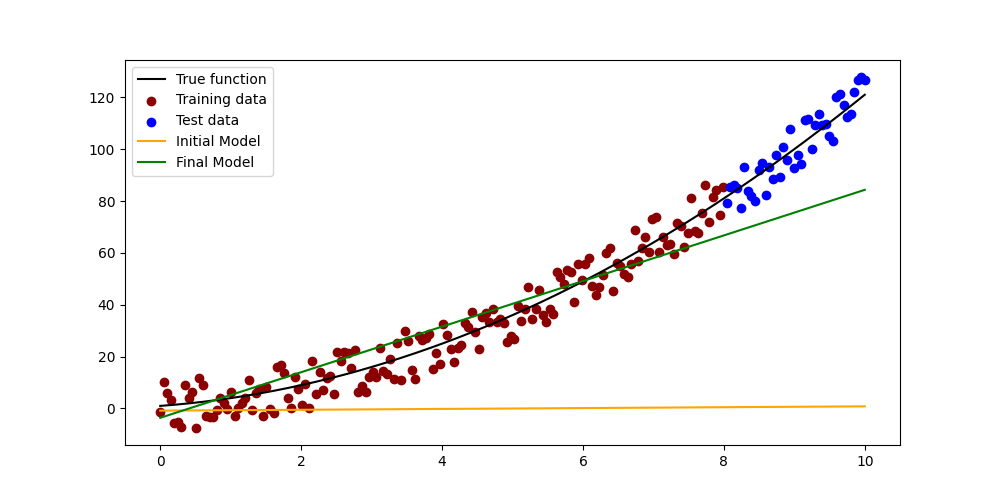 True function
Training data
Test data
Initial Model
Final Model
120
100
80
60
40
20
0
0 2 4 6 8 10